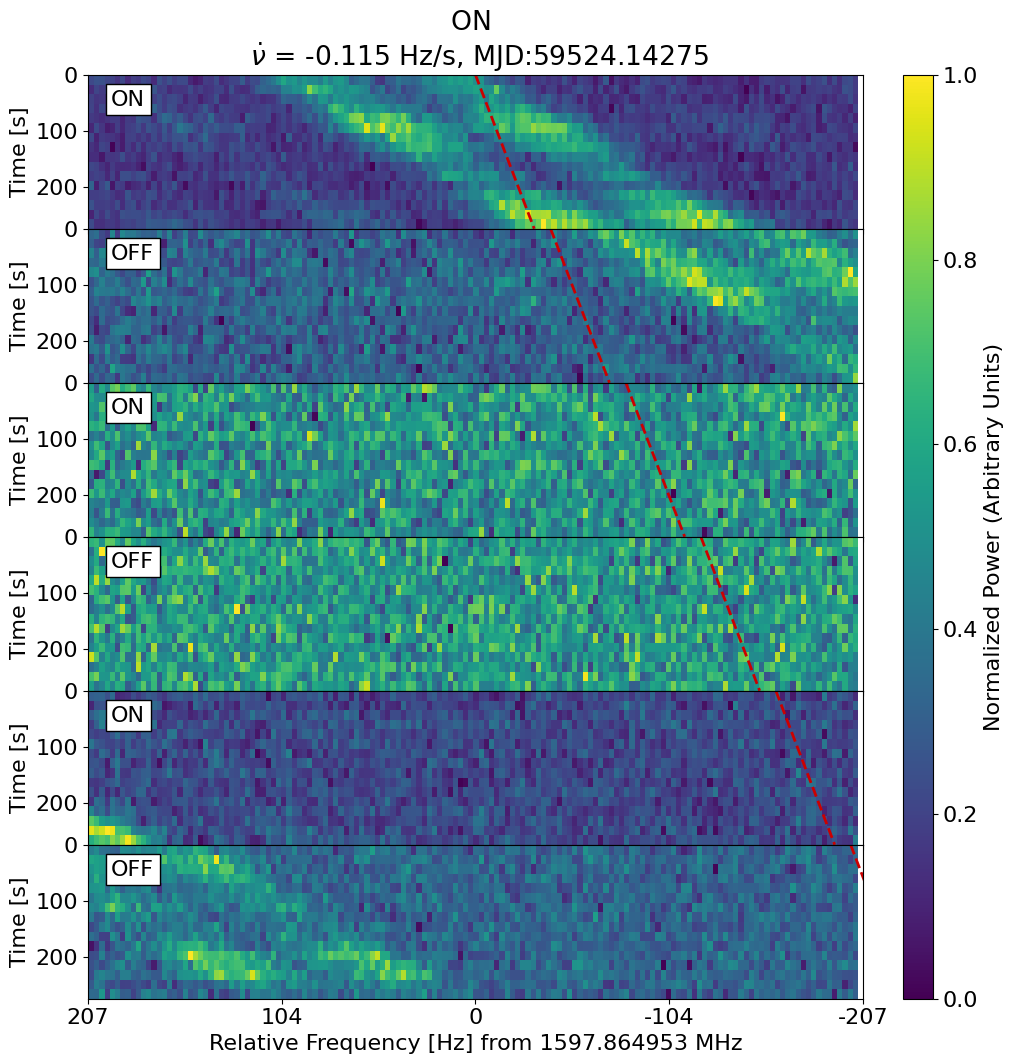 ON
ν̇ = -0.115 Hz/s, MJD:59524.14275
0
ON
100
Time [s]
200
0
OFF
100
Time [s]
200
0
ON
100
Time [s]
200
0
OFF
100
Time [s]
200
0
ON
100
Time [s]
200
0
OFF
100
Time [s]
200
207 104 0 -104 -207
Relative Frequency [Hz] from 1597.864953 MHz
1.0
0.8
0.6
0.4
0.2
0.0
Normalized Power (Arbitrary Units)